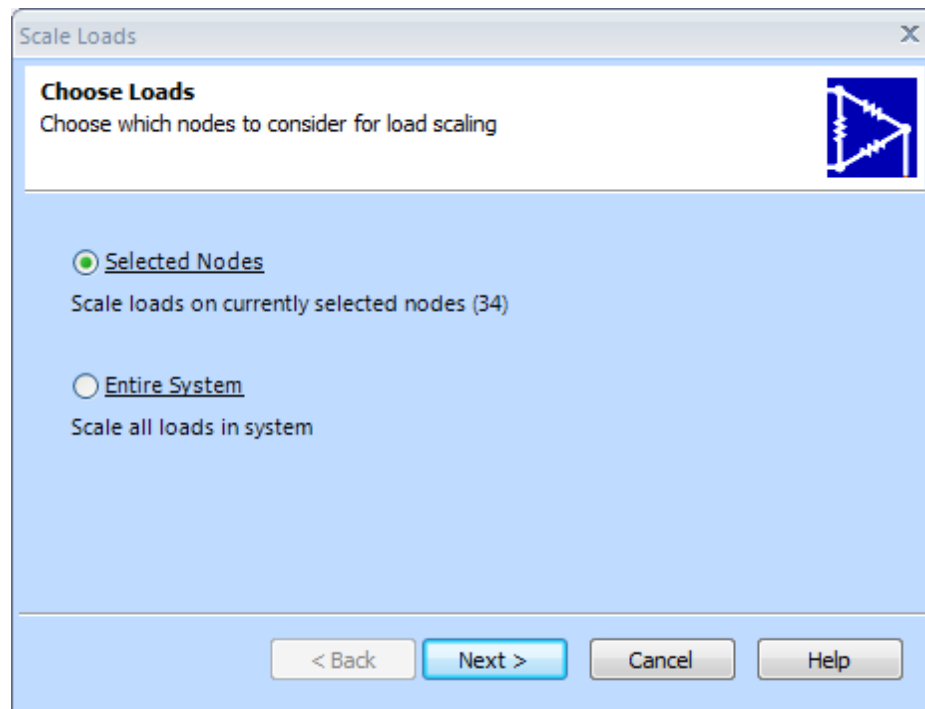 Scale Loads
Choose Loads
Choose which nodes to consider for load scaling
Selected Nodes
Scale loads on currently selected nodes (34)
Entire System
Scale all loads in system
< Back Next > Cancel Help